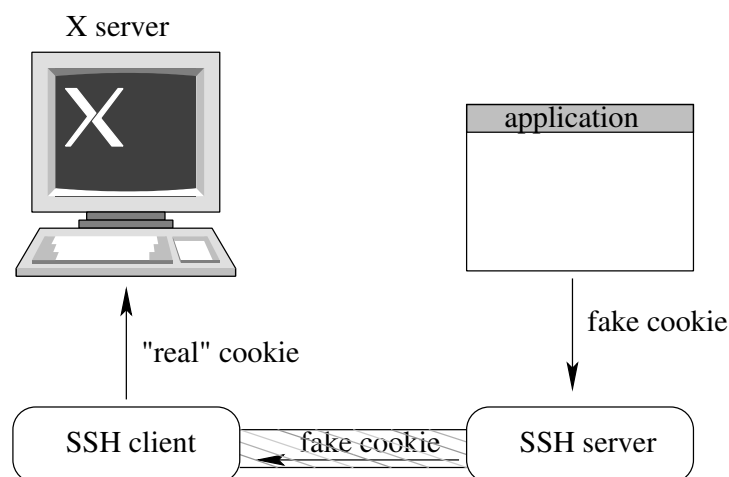 X server
X
application
fake cookie
"real" cookie
SSH client
fake cookie
SSH server